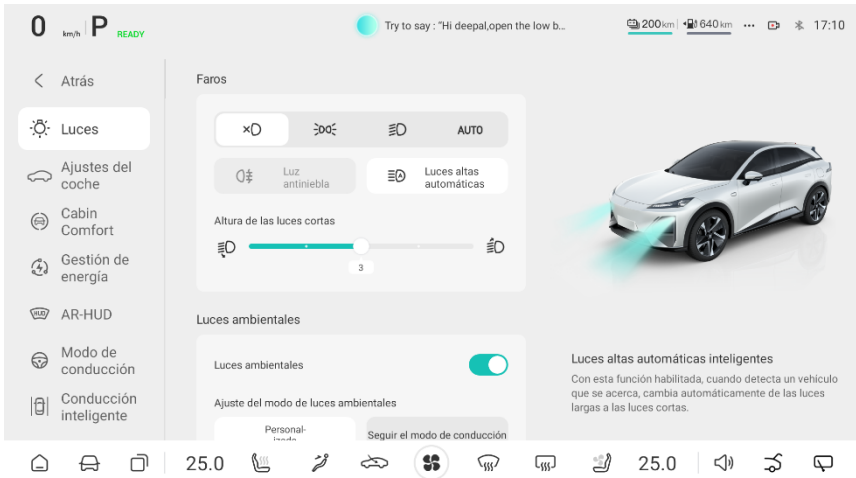 0 km/h P READY
Try to say : "Hi deepal,open the low b...
200km 640km ••• 17:10
Atrás
Luces
Ajustes del
coche
Cabin
Comfort
Gestión de
energía
HUD AR-HUD
Modo de
conducción
Conducción
inteligente
Faros
AUTO
Luz
antiniebla
A Luces altas
automáticas
Altura de las luces cortas
3
Luces ambientales
Luces ambientales
Ajuste del modo de luces ambientales
Personal-
izado
Seguir el modo de conducción
Luces altas automáticas inteligentes
Con esta función habilitada, cuando detecta un vehículo
que se acerca, cambia automáticamente de las luces
largas a las luces cortas.
25.0
25.0